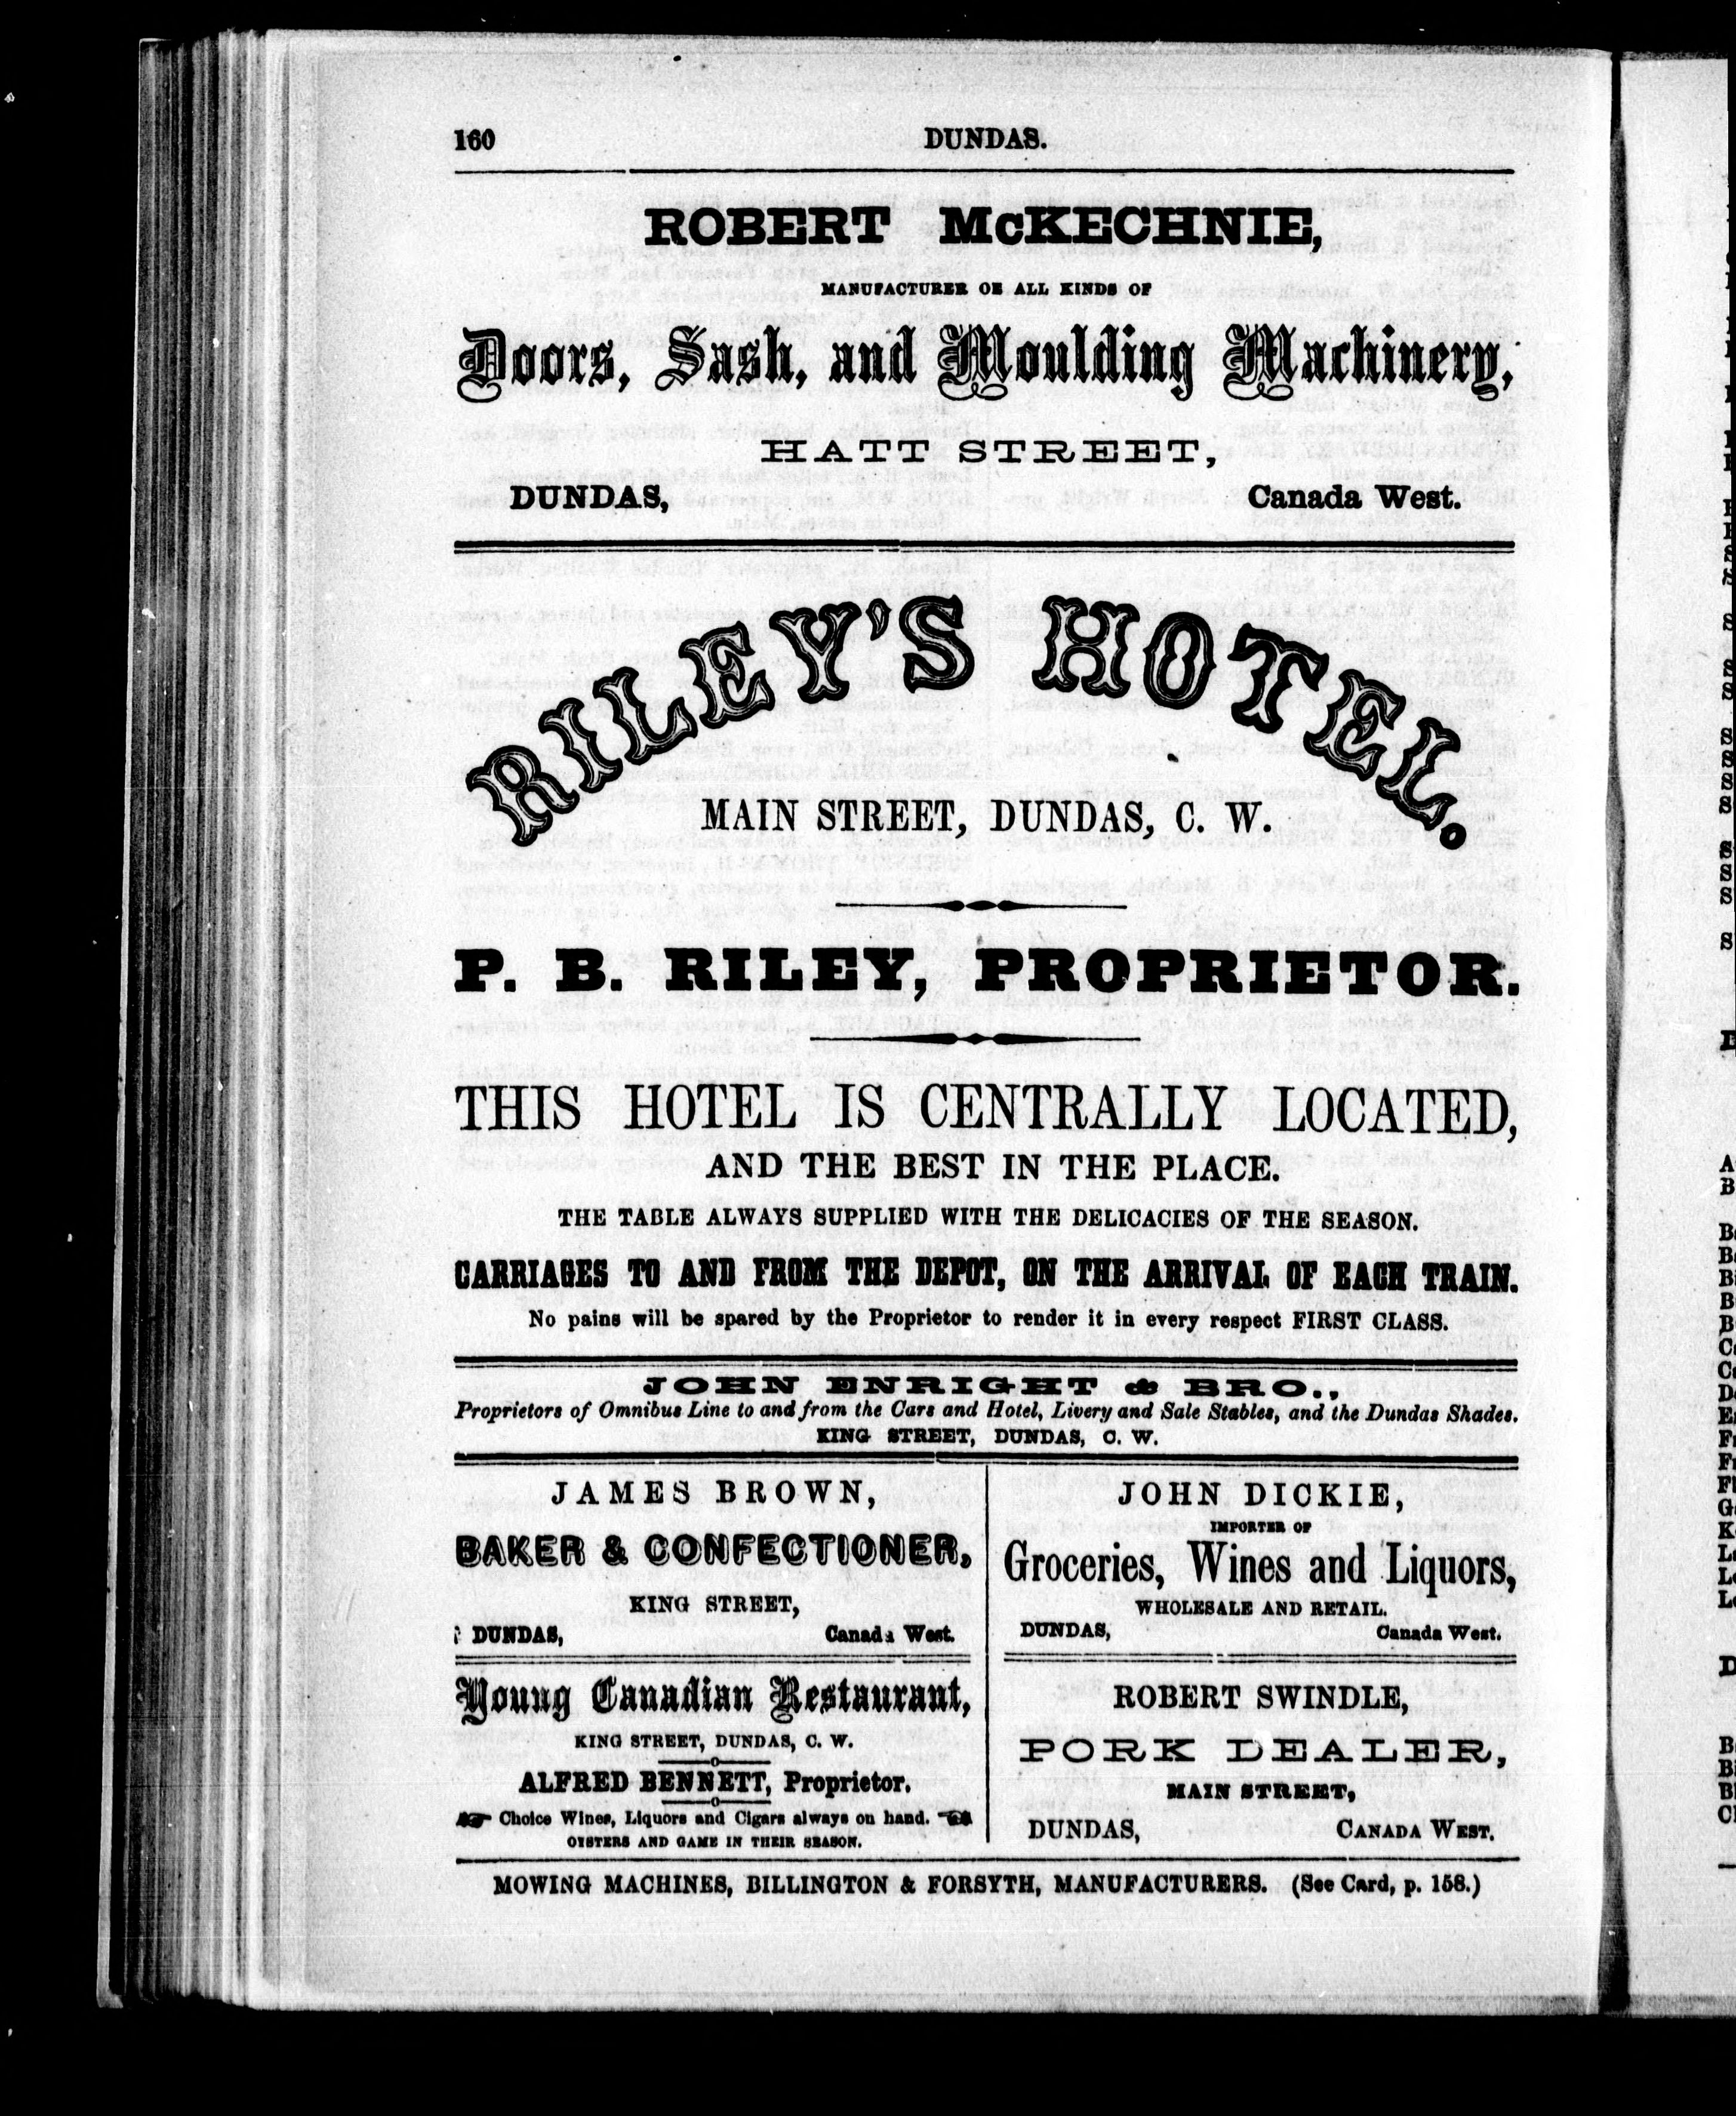 160 DUNDAS.
ROBERT McKECHNIE,
MANUFACTURER OF ALL KINDS OF
Doors, Sash, and Moulding Machinery,
HATT STREET,
DUNDAS, Canada West.
RILEY'S HOTEL.
MAIN STREET, DUNDAS, C. W.
P. B. RILEY, PROPRIETOR.
THIS HOTEL IS CENTRALLY LOCATED,
AND THE BEST IN THE PLACE.
THE TABLE ALWAYS SUPPLIED WITH THE DELICACIES OF THE SEASON.
CARRIAGES TO AND FROM THE DEPOT, ON THE ARRIVAL OF EACH TRAIN.
No pains will be spared by the Proprietor to render it in every respect FIRST CLASS.
JOHN ENRIGHT & BRO.,
Proprietors of Omnibus Line to and from the Cars and Hotel, Livery and Sale Stables, and the Dundas Shades.
KING STREET, DUNDAS, C. W.
JAMES BROWN,
BAKER & CONFECTIONER,
KING STREET,
DUNDAS, Canada West.
Young Canadian Restaurant,
KING STREET, DUNDAS, C. W.
ALFRED BENNETT, Proprietor.
Choice Wines, Liquors and Cigars always on hand.
OYSTERS AND GAME IN THEIR SEASON.
JOHN DICKIE,
IMPORTER OF
Groceries, Wines and Liquors,
WHOLESALE AND RETAIL.
DUNDAS, Canada West.
ROBERT SWINDLE,
PORK DEALER,
MAIN STREET,
DUNDAS, CANADA WEST.
MOWING MACHINES, BILLINGTON & FORSYTH, MANUFACTURERS. (See Card, p. 158.)